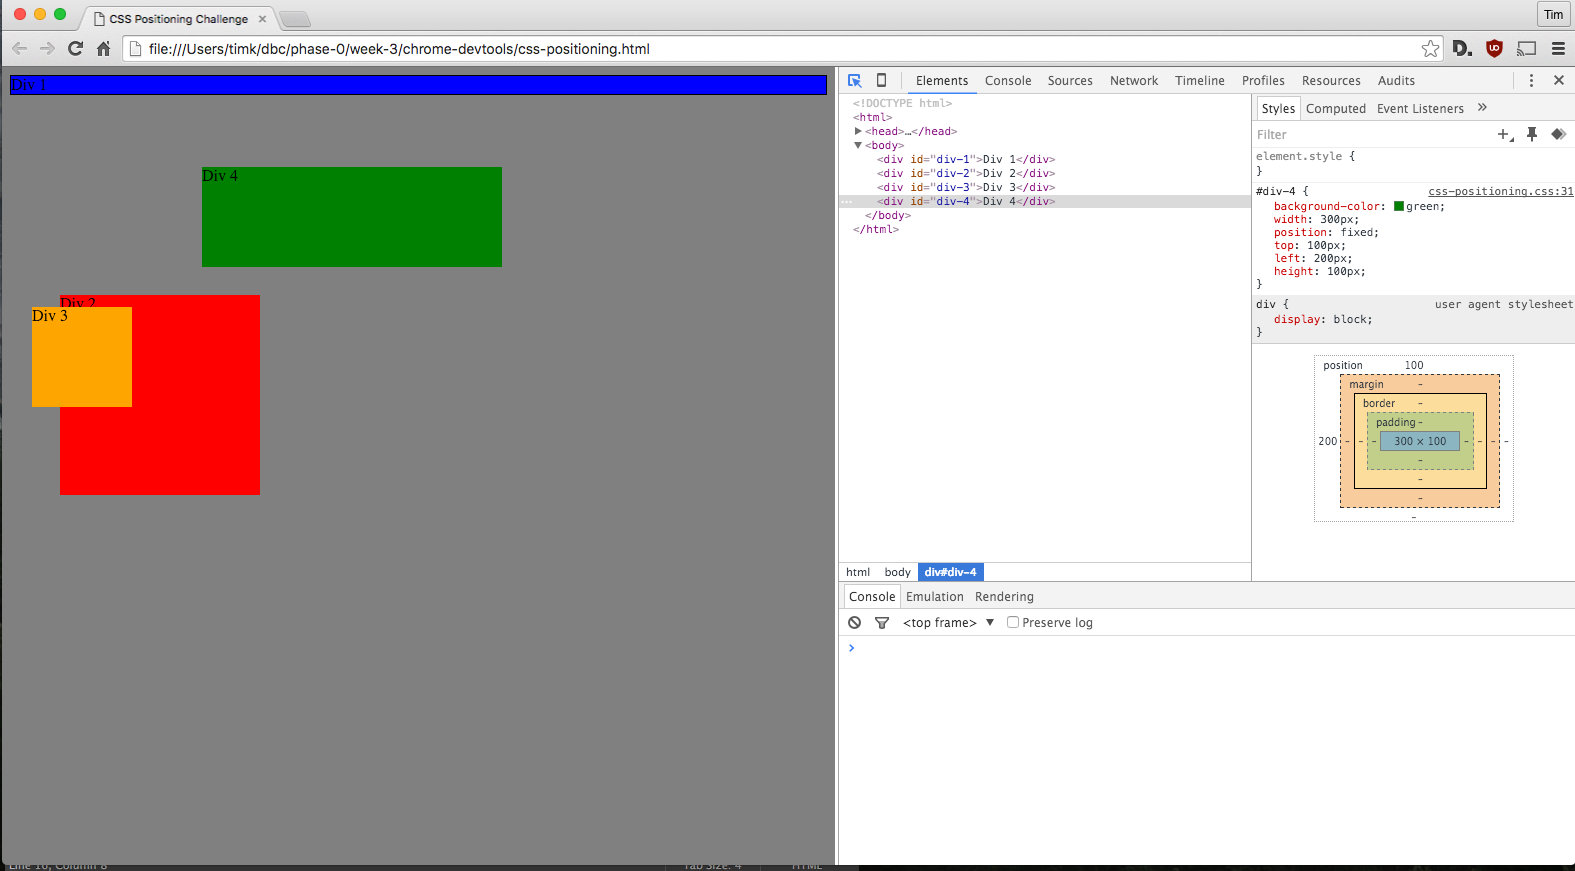 CSS Positioning Challenge
Tim
file:///Users/timk/dbc/phase-0/week-3/chrome-devtools/css-positioning.html
Div 1
Div 4
Div 2
Div 3
Elements Console Sources Network Timeline Profiles Resources Audits
<!DOCTYPE html>
<html>
<head>…</head>
<body>
<div id="div-1">Div 1</div>
<div id="div-2">Div 2</div>
<div id="div-3">Div 3</div>
<div id="div-4">Div 4</div>
</body>
</html>
html body div#div-4
Styles Computed Event Listeners »
Filter
element.style {
}
#div-4 { css-positioning.css:31
background-color: green;
width: 300px;
position: fixed;
top: 100px;
left: 200px;
height: 100px;
}
div { user agent stylesheet
display: block;
}
position 100
margin -
border -
padding -
200 - - - 300 × 100 - - - -
-
-
-
-
Console Emulation Rendering
<top frame> ▼ Preserve log
>
Line 16, Column 8 Tab Size: 4 HTML